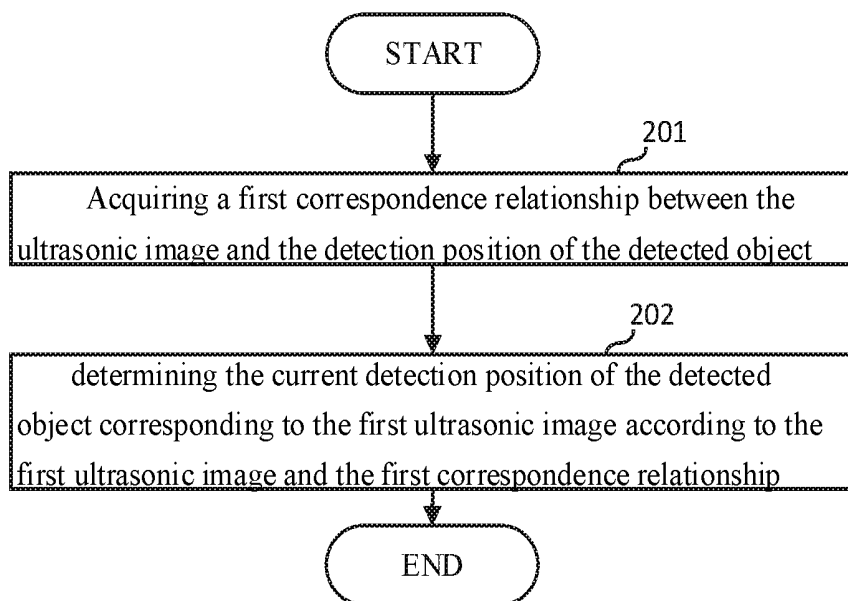 START
201
Acquiring a first correspondence relationship between the
ultrasonic image and the detection position of the detected object
202
determining the current detection position of the detected
object corresponding to the first ultrasonic image according to the
first ultrasonic image and the first correspondence relationship
END